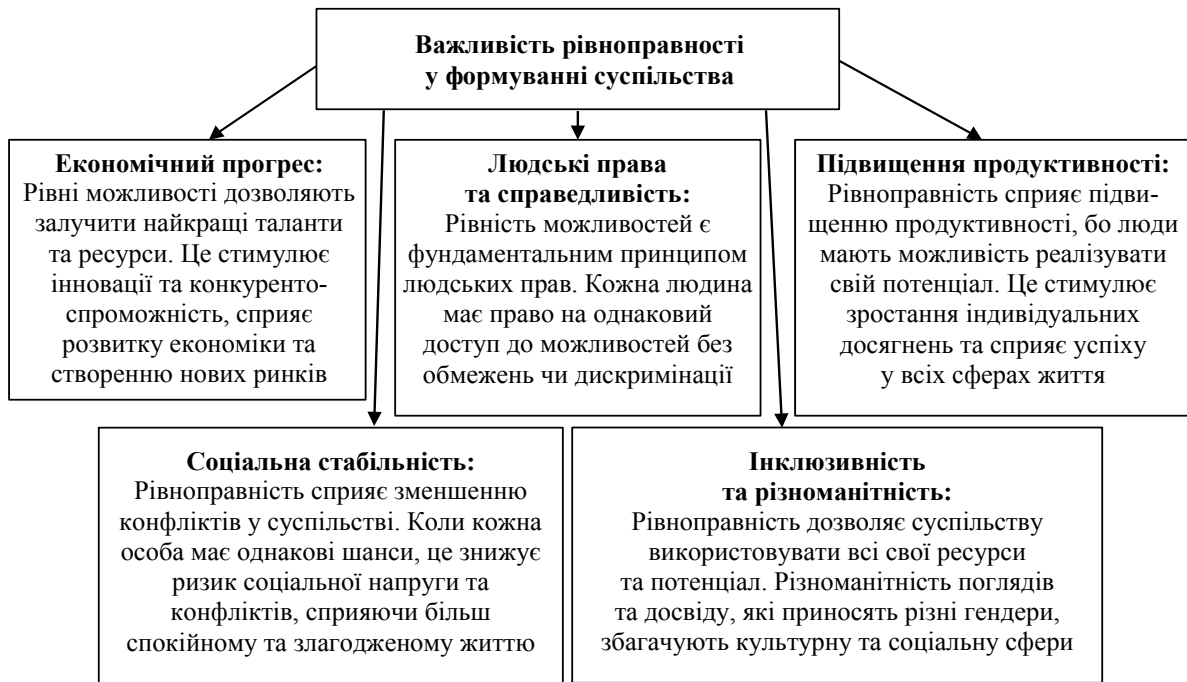 Важливість рівноправності
у формуванні суспільства
Економічний прогрес:
Рівні можливості дозволяють
залучити найкращі таланти
та ресурси. Це стимулює
інновації та конкуренто-
спроможність, сприяє
розвитку економіки та
створенню нових ринків
Людські права
та справедливість:
Рівність можливостей є
фундаментальним принципом
людських прав. Кожна людина
має право на однаковий
доступ до можливостей без
обмежень чи дискримінації
Підвищення продуктивності:
Рівноправність сприяє підви-
щенню продуктивності, бо люди
мають можливість реалізувати
свій потенціал. Це стимулює
зростання індивідуальних
досягнень та сприяє успіху
у всіх сферах життя
Соціальна стабільність:
Рівноправність сприяє зменшенню
конфліктів у суспільстві. Коли кожна
особа має однакові шанси, це знижує
ризик соціальної напруги та
конфліктів, сприяючи більш
спокійному та злагодженому життю
Інклюзивність
та різноманітність:
Рівноправність дозволяє суспільству
використовувати всі свої ресурси
та потенціал. Різноманітність поглядів
та досвіду, які приносять різні гендери,
збагачують культурну та соціальну сфери